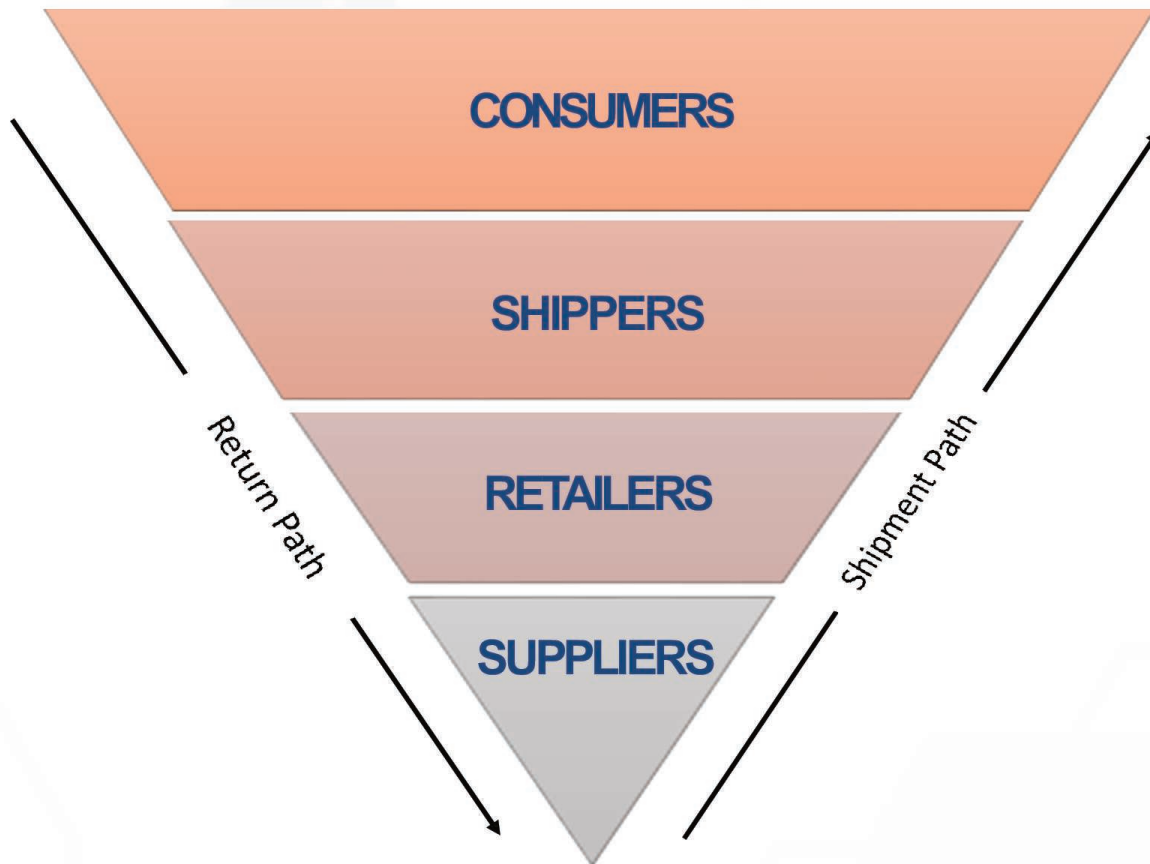 CONSUMERS
SHIPPERS
RETAILERS
SUPPLIERS
Return Path
Shipment Path